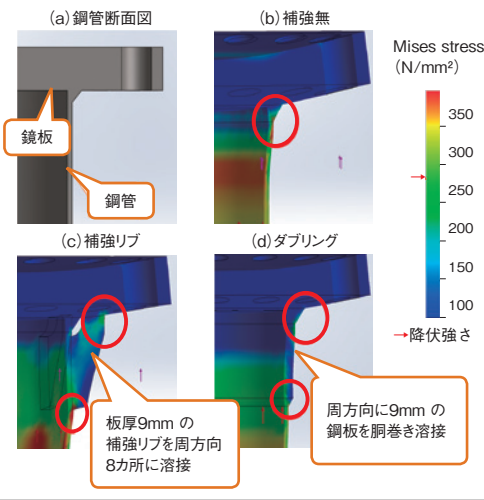 (a)鋼管断面図
(b)補強無
鏡板
鋼管
Mises stress
(N/mm²)
350
300
250
200
150
100
→降伏強さ
(c)補強リブ
(d)ダブリング
板厚9mm の
補強リブを周方向
8カ所に溶接
周方向に9mm の
鋼板を胴巻き溶接